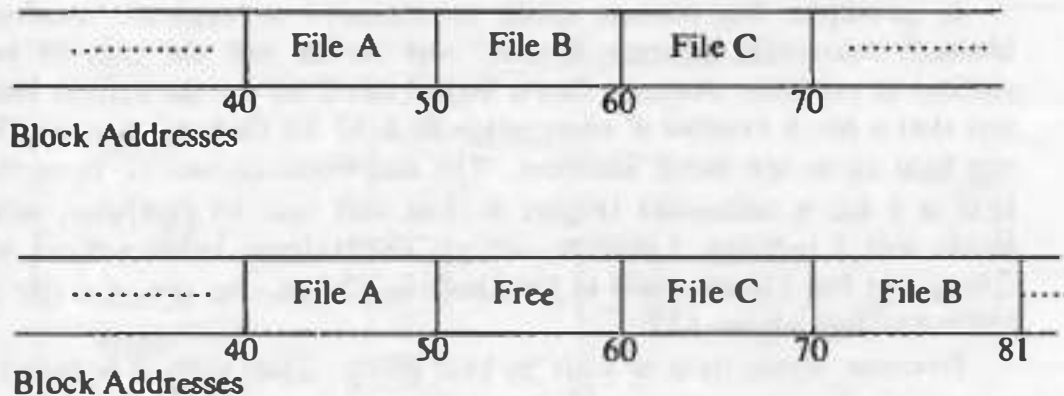 File A File B File C
40 50 60 70
Block Addresses
File A Free File C File B
40 50 60 70 81
Block Addresses